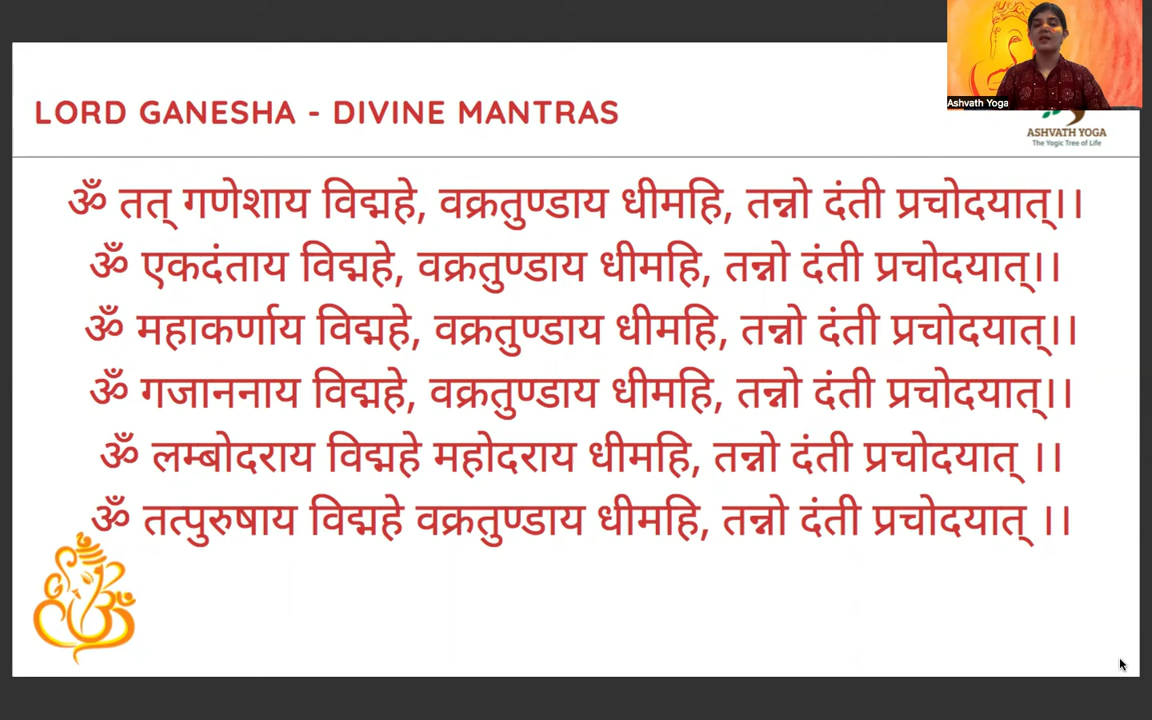 Ashvath Yoga
LORD GANESHA - DIVINE MANTRAS
ASHVATH YOGA
The Yogic Tree of Life
ॐ तत् गणेशाय विद्महे, वक्रतुण्डाय धीमहि, तन्नो दंती प्रचोदयात्।।
ॐ एकदंताय विद्महे, वक्रतुण्डाय धीमहि, तन्नो दंती प्रचोदयात्।।
ॐ महाकर्णाय विद्महे, वक्रतुण्डाय धीमहि, तन्नो दंती प्रचोदयात्।।
ॐ गजाननाय विद्महे, वक्रतुण्डाय धीमहि, तन्नो दंती प्रचोदयात्।।
ॐ लम्बोदराय विद्महे महोदराय धीमहि, तन्नो दंती प्रचोदयात् ।।
ॐ तत्पुरुषाय विद्महे वक्रतुण्डाय धीमहि, तन्नो दंती प्रचोदयात् ।।